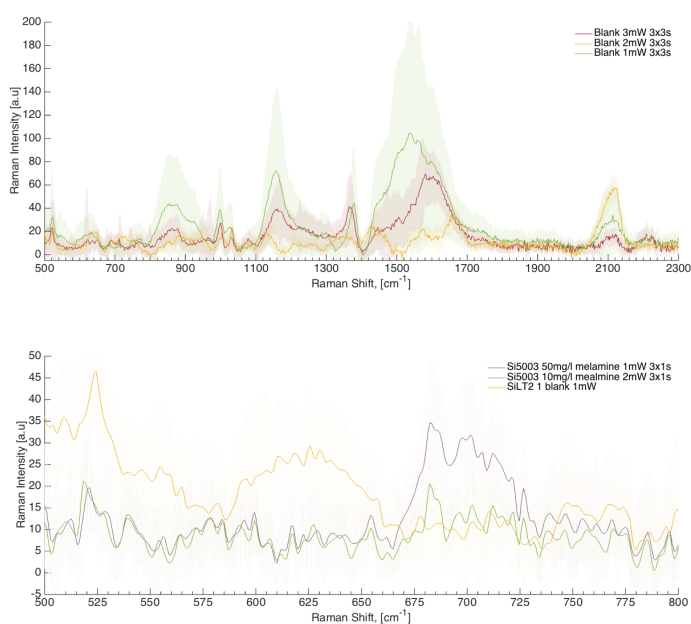 200
180
160
140
120
100
80
60
40
20
0
Raman Intensity [a.u]
Blank 3mW 3x3s
Blank 2mW 3x3s
Blank 1mW 3x3s
500 700 900 1100 1300 1500 1700 1900 2100 2300
Raman Shift, [cm-1]
50
45
40
35
30
25
20
15
10
5
0
-5
Raman Intensity [a.u]
Si5003 50mg/l melamine 1mW 3x1s
Si5003 10mg/l mealmine 2mW 3x1s
SiLT2 1 blank 1mW
500 525 550 575 600 625 650 675 700 725 750 775 800
Raman Shift, [cm-1]